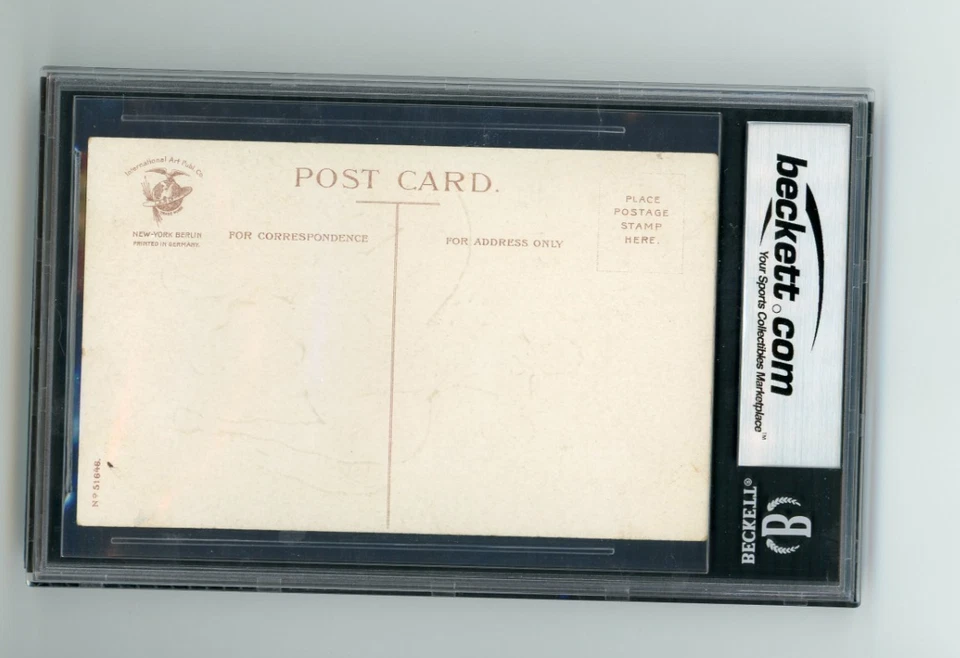 International Art Publ. Co.
NEW-YORK BERLIN
PRINTED IN GERMANY.
POST CARD.
FOR CORRESPONDENCE
FOR ADDRESS ONLY
PLACE
POSTAGE
STAMP
HERE.
No 51646.
beckett.com
Your Sports Collectibles Marketplace™
BECKETT®
B